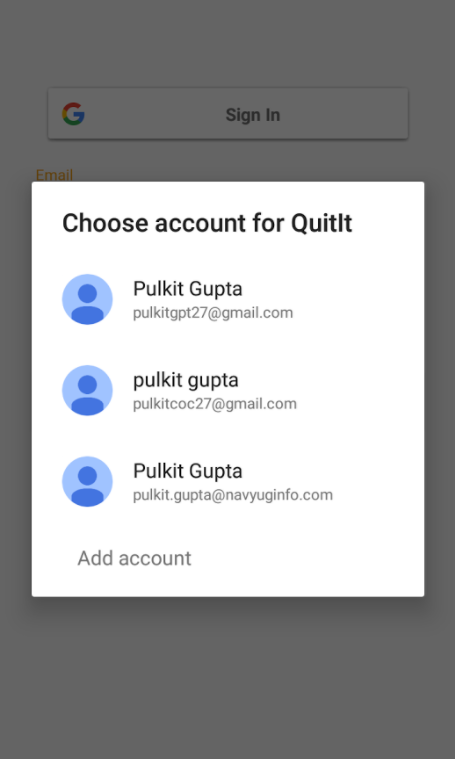 Sign In
Email
Choose account for QuitIt
Pulkit Gupta
pulkitgpt27@gmail.com
pulkit gupta
pulkitcoc27@gmail.com
Pulkit Gupta
pulkit.gupta@navyuginfo.com
Add account